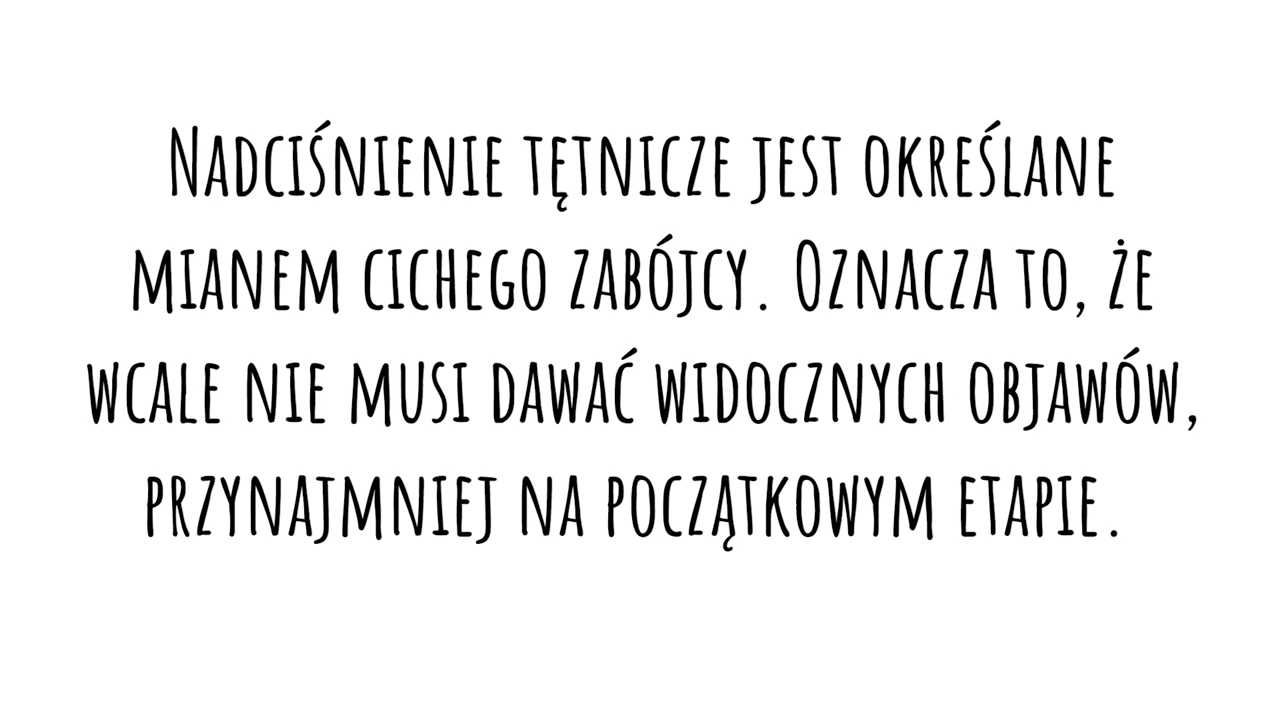 Nadciśnienie tętnicze jest określane
mianem cichego zabójcy. Oznacza to, że
wcale nie musi dawać widocznych objawów,
przynajmniej na początkowym etapie.